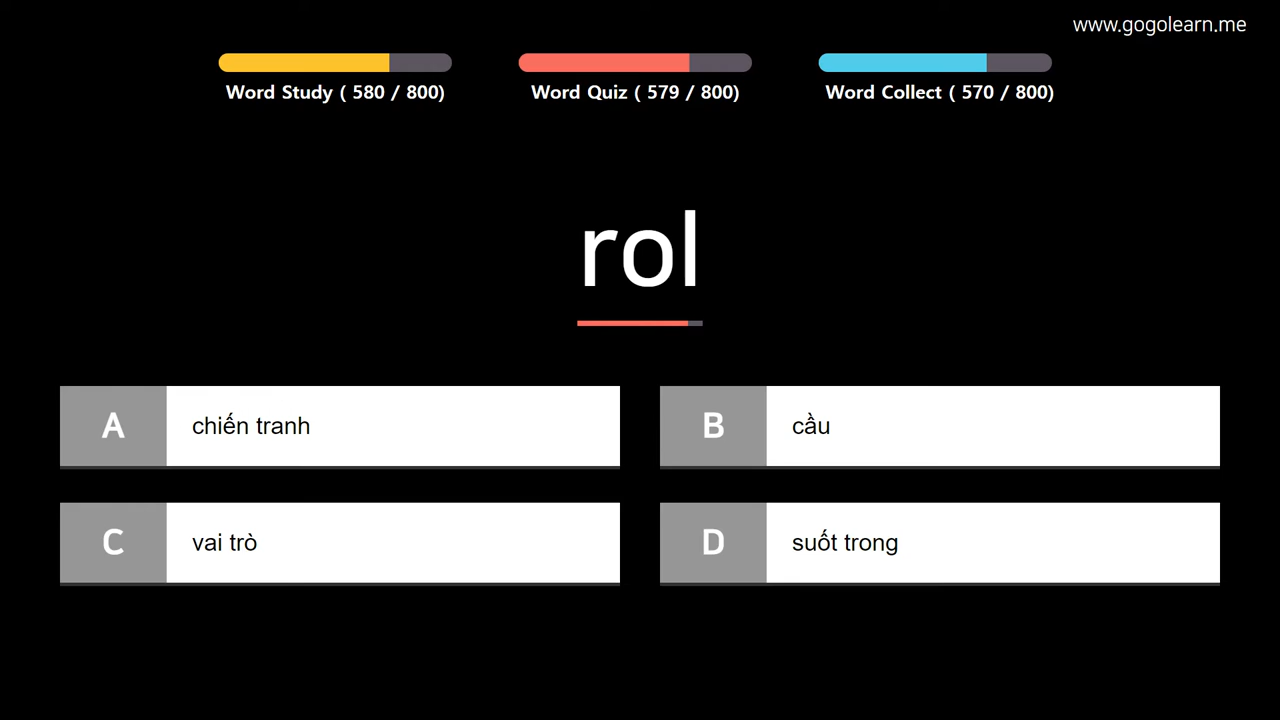 www.gogolearn.me
Word Study ( 580 / 800)
Word Quiz ( 579 / 800)
Word Collect ( 570 / 800)
rol
A chiến tranh
B cầu
C vai trò
D suốt trong